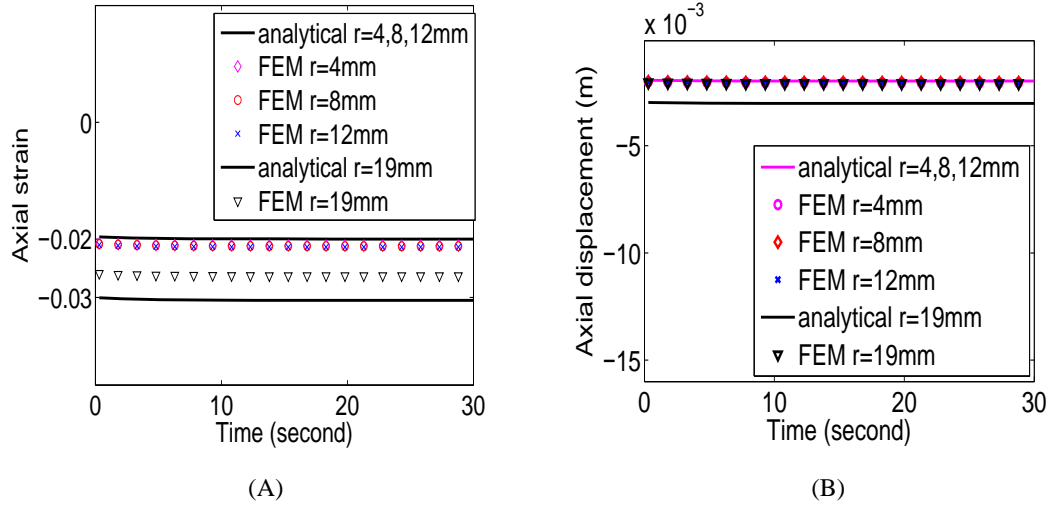 analytical r=4,8,12mm
FEM r=4mm
FEM r=8mm
FEM r=12mm
analytical r=19mm
FEM r=19mm
0
−0.02
−0.03
Axial strain
0 10 20 30
Time (second)
(A)
x 10⁻³
−5
−10
−15
Axial displacement (m)
analytical r=4,8,12mm
FEM r=4mm
FEM r=8mm
FEM r=12mm
analytical r=19mm
FEM r=19mm
0 10 20 30
Time (second)
(B)